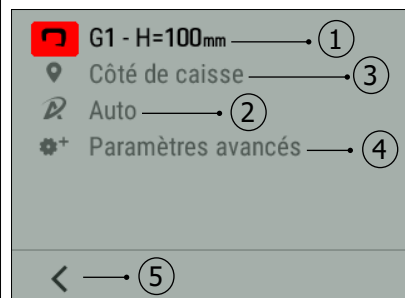 G1 - H=100mm 1
Côté de caisse 3
Auto 2
Paramètres avancés 4
5